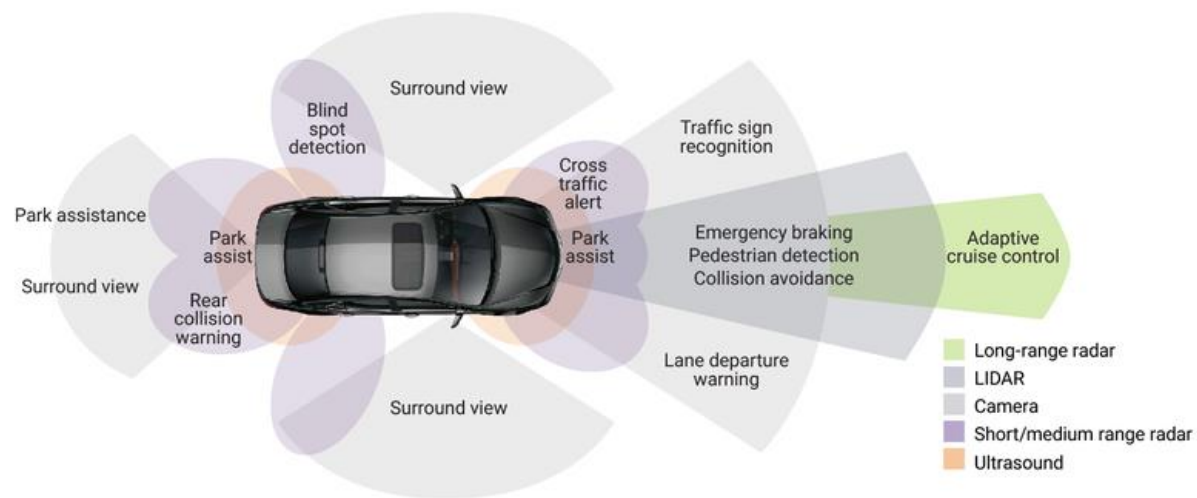 Surround view
Blind
spot
detection
Traffic sign
recognition
Cross
traffic
alert
Park assistance
Park
assist
Park
assist
Emergency braking
Pedestrian detection
Collision avoidance
Adaptive
cruise control
Surround view
Rear
collision
warning
Lane departure
warning
Surround view
Long-range radar
LIDAR
Camera
Short/medium range radar
Ultrasound